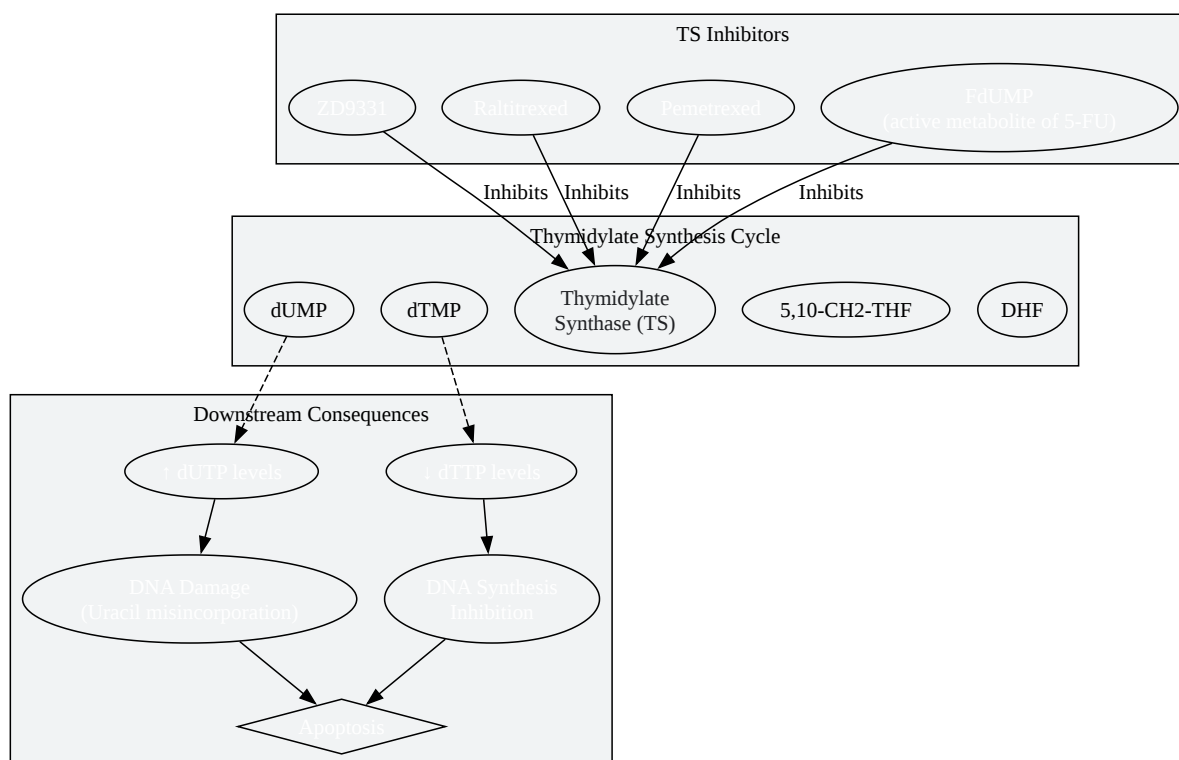 TS Inhibitors
ZD9331
Raltitrexed
Pemetrexed
FdUMP
(active metabolite of 5-FU)
Inhibits
Inhibits
Inhibits
Inhibits
Thymidylate Synthesis Cycle
dUMP
dTMP
Thymidylate
Synthase (TS)
5,10-CH2-THF
DHF
Downstream Consequences
↑ dUTP levels
↓ dTTP levels
DNA Damage
(Uracil misincorporation)
DNA Synthesis
Inhibition
Apoptosis